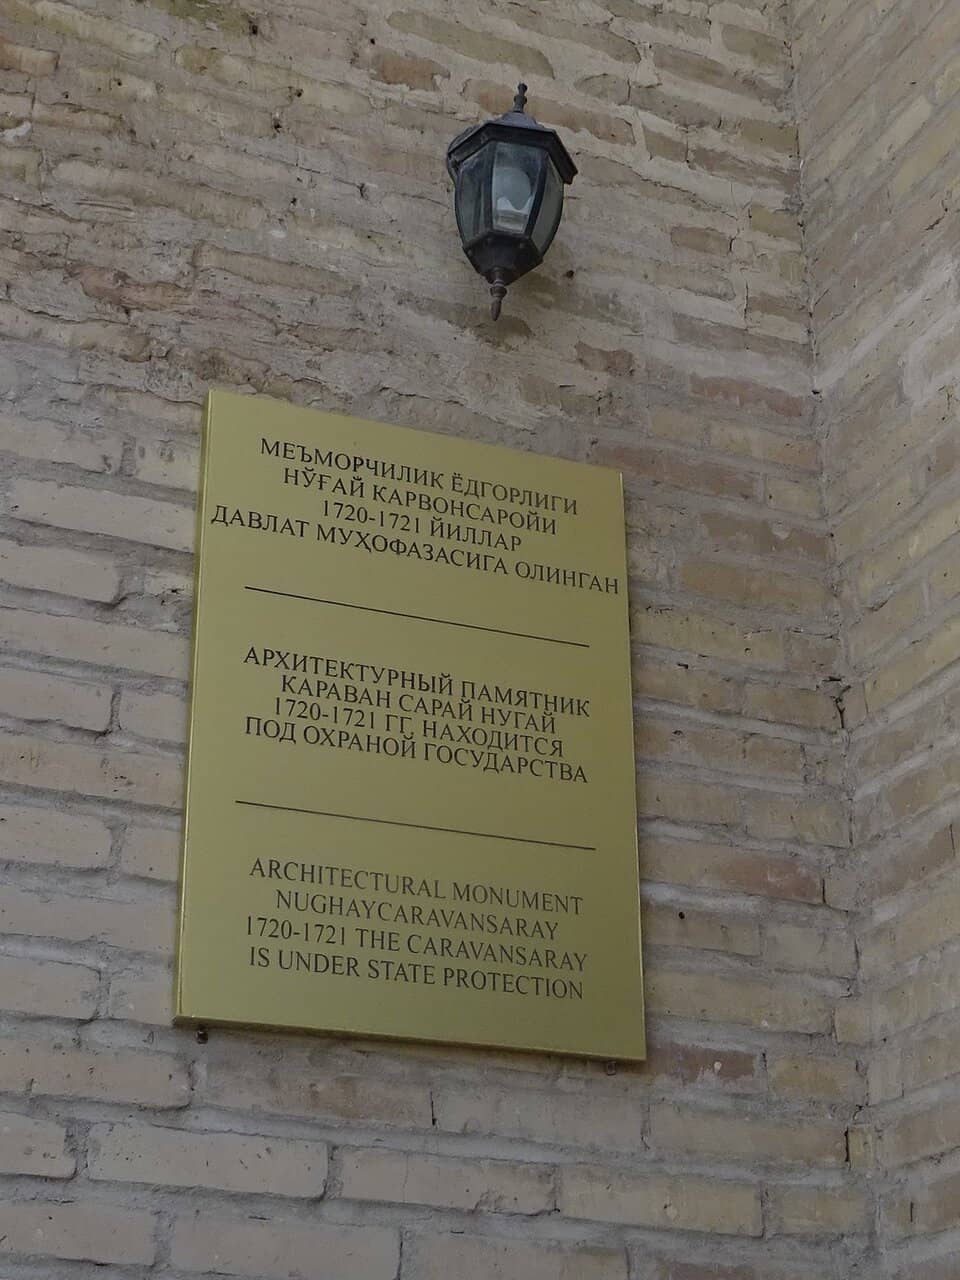 МЕЪМОРЧИЛИК ЁДГОРЛИГИ
НЎҒАЙ КАРВОНСАРОЙИ
1720-1721 ЙИЛЛАР
ДАВЛАТ МУҲОФАЗАСИГА ОЛИНГАН
АРХИТЕКТУРНЫЙ ПАМЯТНИК
КАРАВАН САРАЙ НУГАЙ
1720-1721 ГГ. НАХОДИТСЯ
ПОД ОХРАНОЙ ГОСУДАРСТВА
ARCHITECTURAL MONUMENT
NUGHAYCARAVANSARAY
1720-1721 THE CARAVANSARAY
IS UNDER STATE PROTECTION